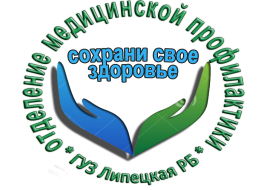 * ОТДЕЛЕНИЕ МЕДИЦИНСКОЙ ПРОФИЛАКТИКИ *
СОХРАНИ СВОЕ
ЗДОРОВЬЕ
ГУЗ ЛИПЕЦКАЯ РБ